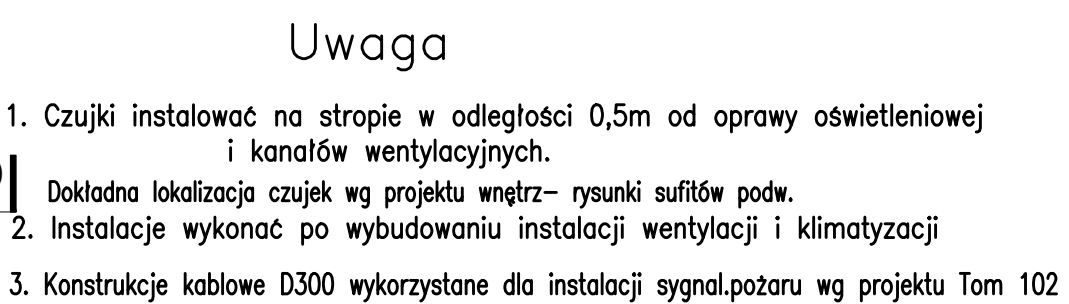 Uwaga
1. Czujki instalować na stropie w odległości 0,5m od oprawy oświetleniowej
i kanałów wentylacyjnych.
Dokładna lokalizacja czujek wg projektu wnętrz– rysunki sufitów podw.
2. Instalacje wykonać po wybudowaniu instalacji wentylacji i klimatyzacji
3. Konstrukcje kablowe D300 wykorzystane dla instalacji sygnal.pożaru wg projektu Tom 102